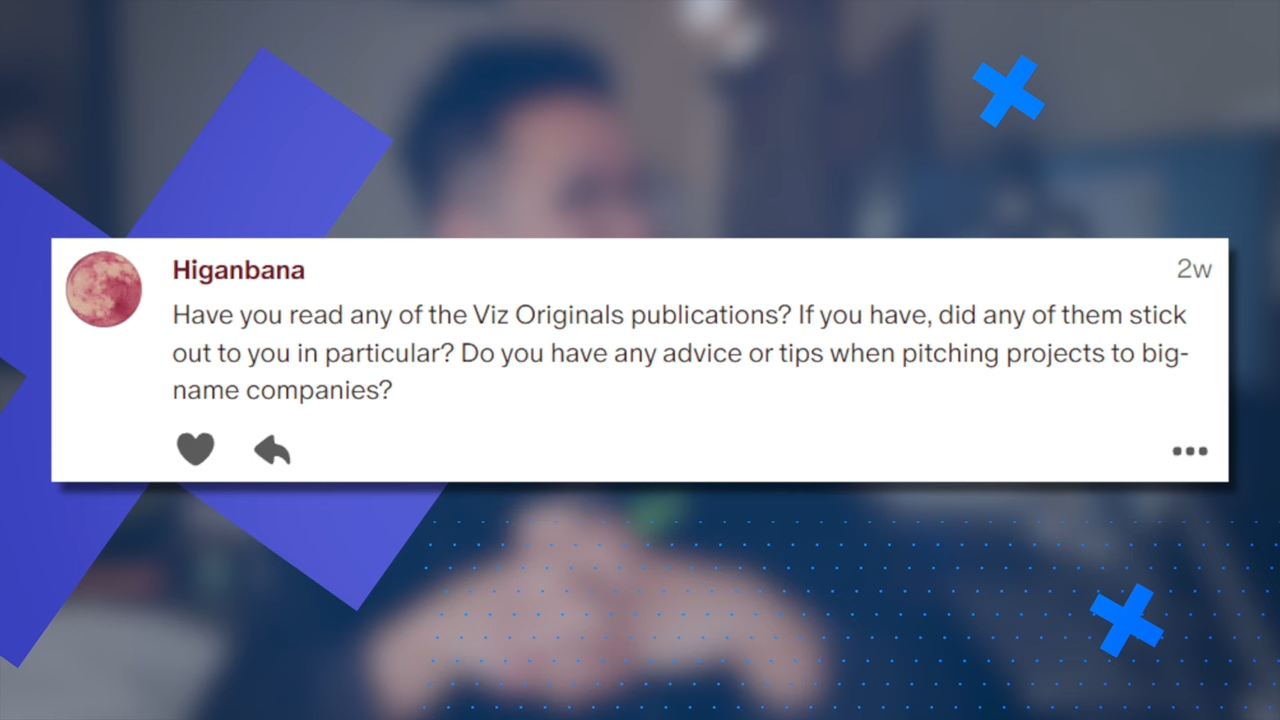 Higanbana
2w
Have you read any of the Viz Originals publications? If you have, did any of them stick
out to you in particular? Do you have any advice or tips when pitching projects to big-
name companies?